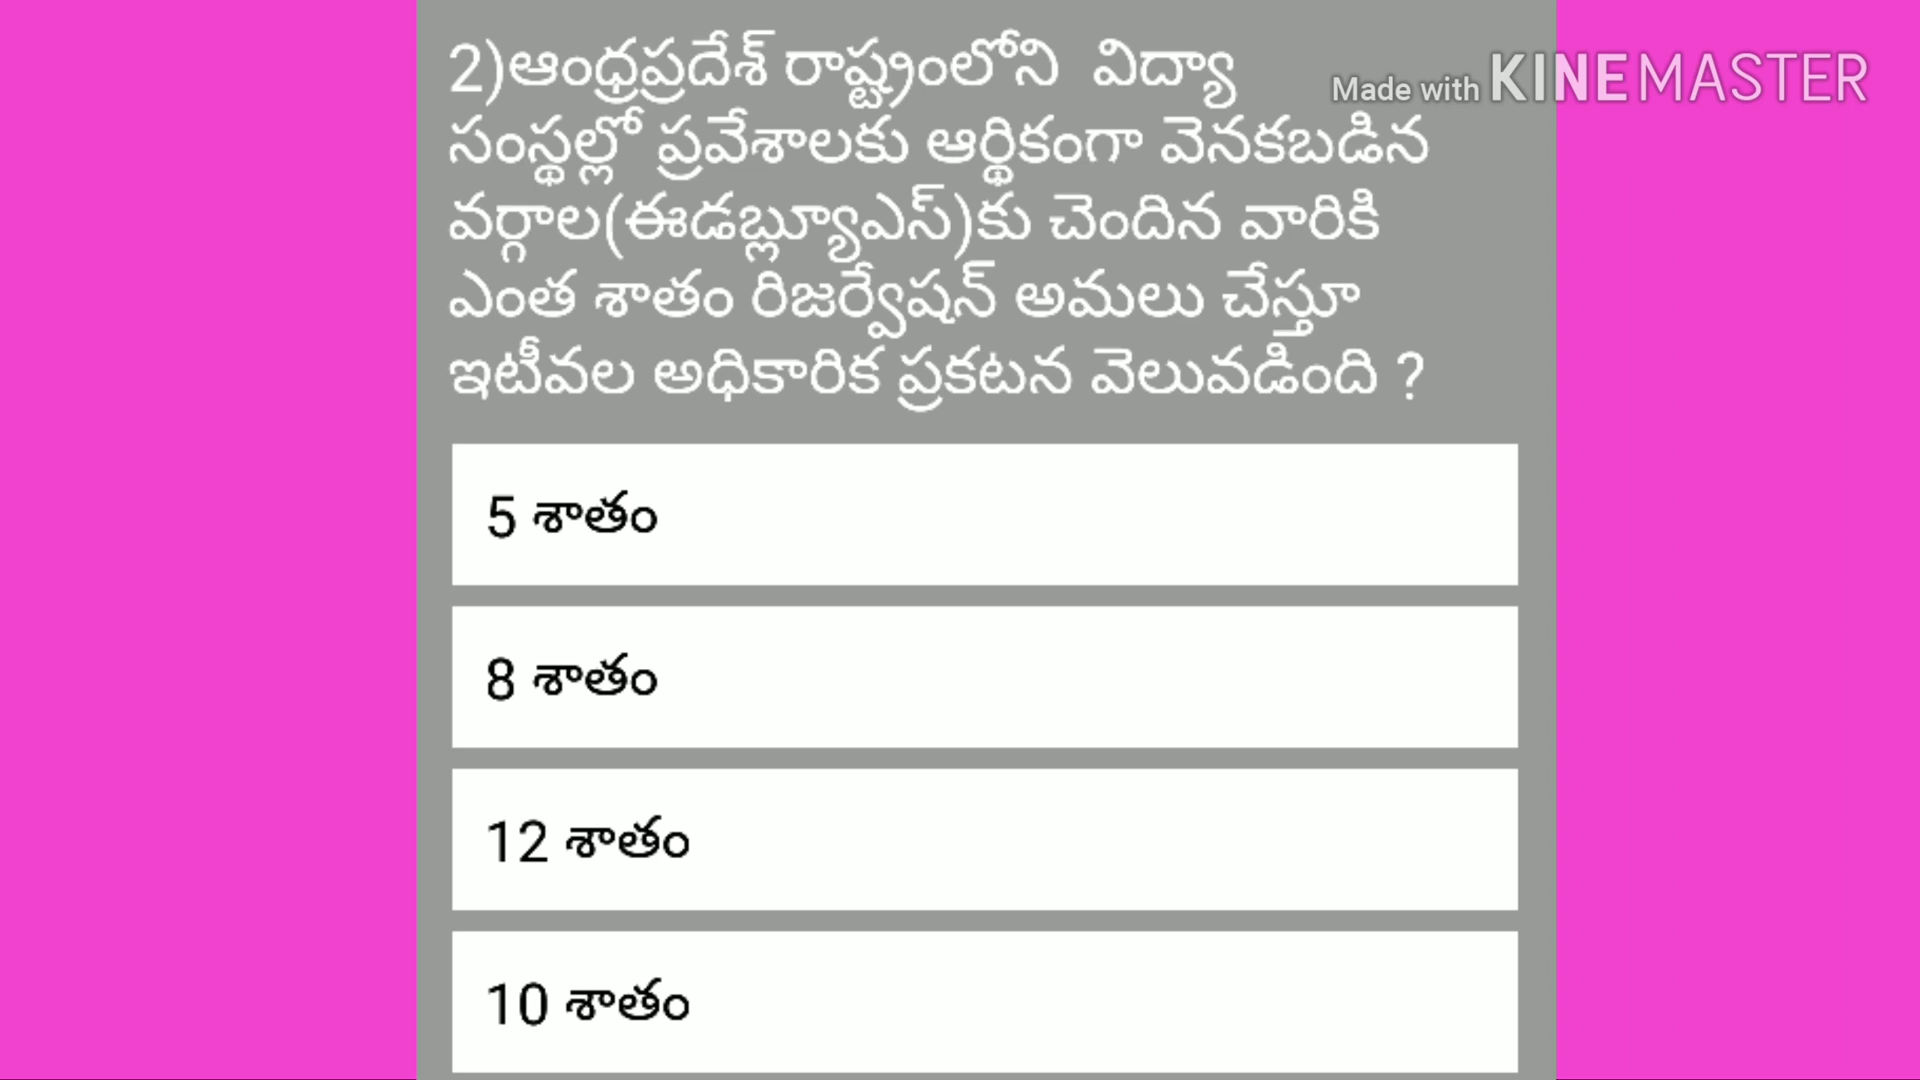 2)ఆంధ్రప్రదేశ్ రాష్ట్రంలోని విద్యా
సంస్థల్లో ప్రవేశాలకు ఆర్థికంగా వెనకబడిన
వర్గాల(ఈడబ్ల్యూఎస్)కు చెందిన వారికి
ఎంత శాతం రిజర్వేషన్ అమలు చేస్తూ
ఇటీవల అధికారిక ప్రకటన వెలువడింది ?
5 శాతం
8 శాతం
12 శాతం
10 శాతం
Made with KINEMASTER